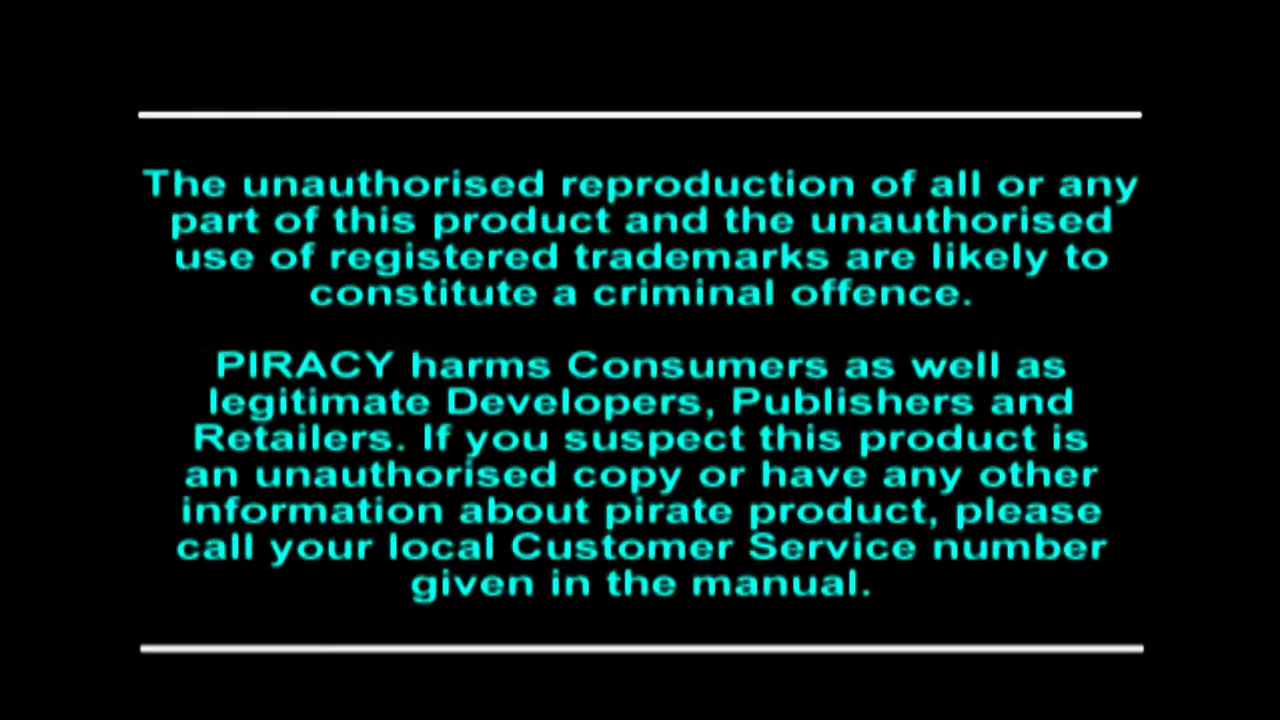 The unauthorised reproduction of all or any
part of this product and the unauthorised
use of registered trademarks are likely to
constitute a criminal offence.
PIRACY harms Consumers as well as
legitimate Developers, Publishers and
Retailers. If you suspect this product is
an unauthorised copy or have any other
information about pirate product, please
call your local Customer Service number
given in the manual.